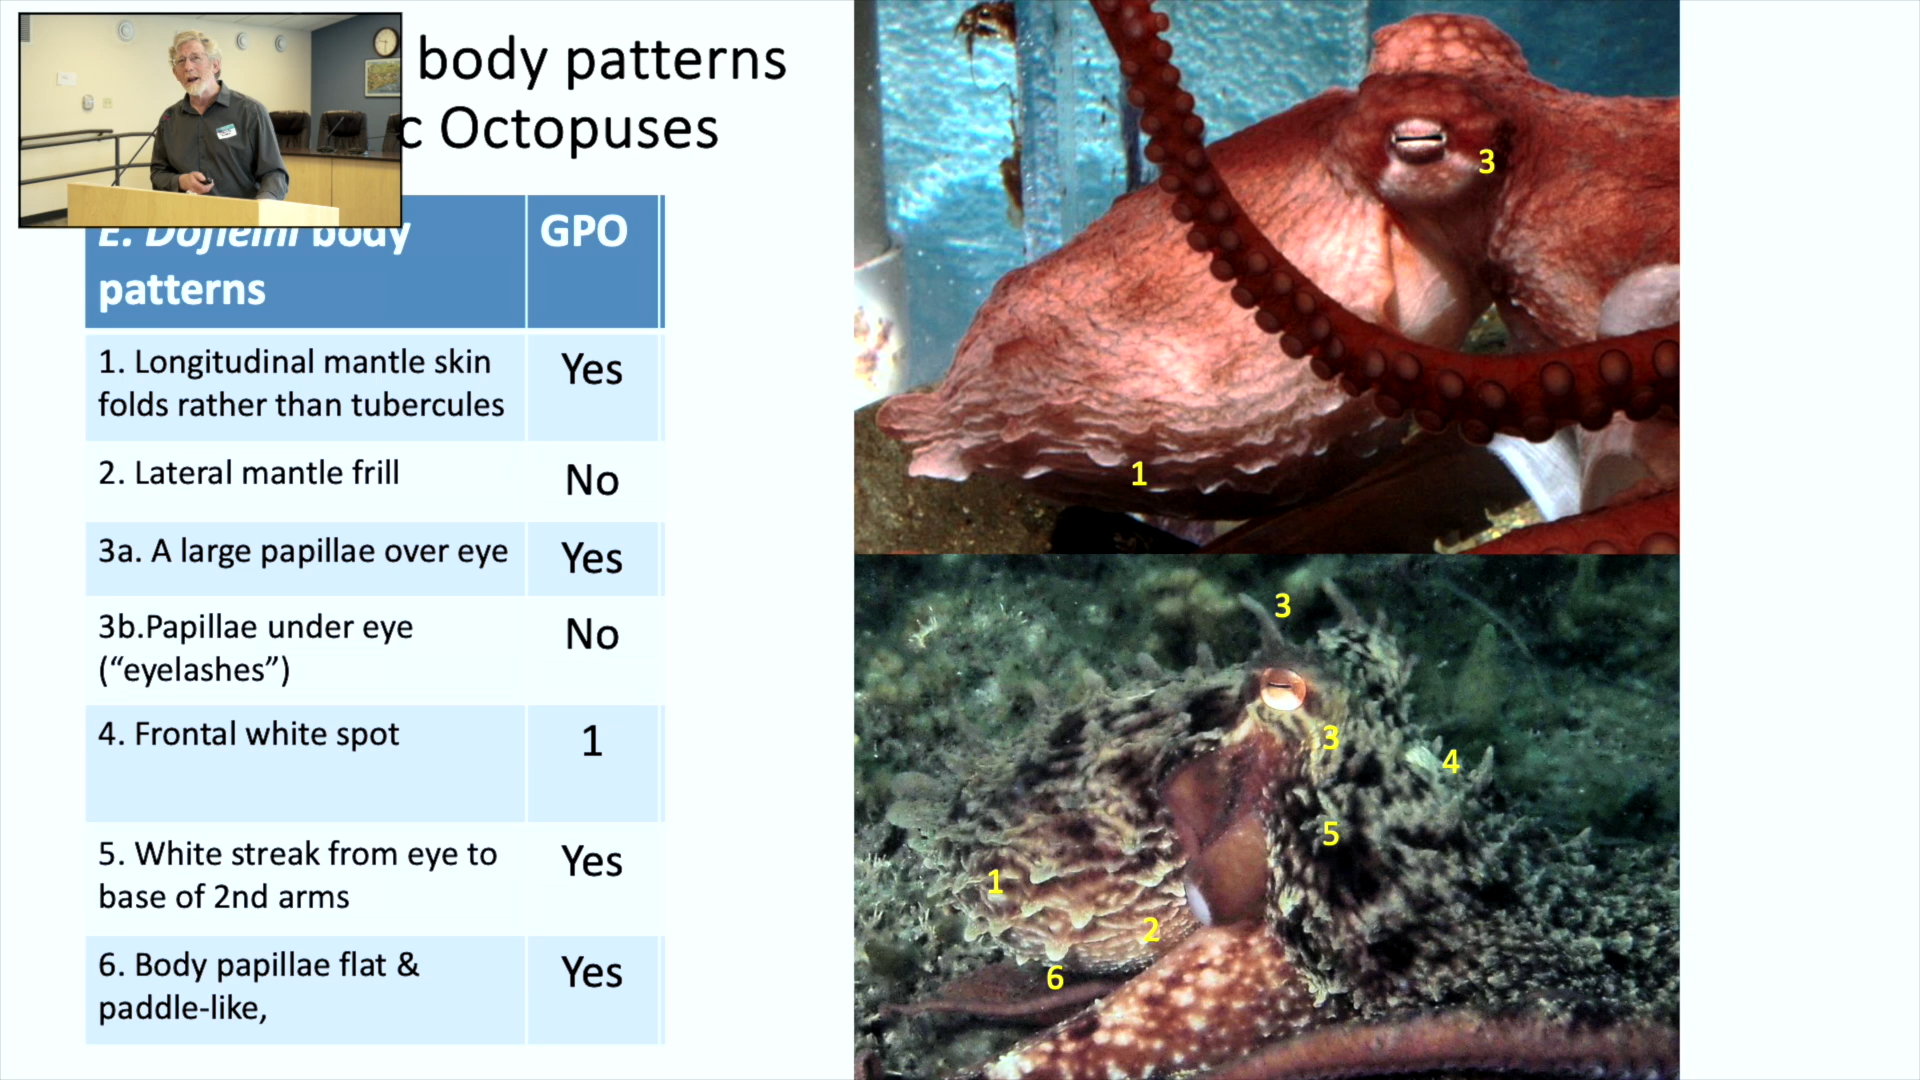 body patterns
c Octopuses
E. Dofleini body
patterns
GPO
1. Longitudinal mantle skin
folds rather than tubercules
Yes
2. Lateral mantle frill
No
3a. A large papillae over eye
Yes
3b.Papillae under eye
(“eyelashes”)
No
4. Frontal white spot
1
5. White streak from eye to
base of 2nd arms
Yes
6. Body papillae flat &
paddle-like,
Yes
3
1
3
3
4
5
1
2
6